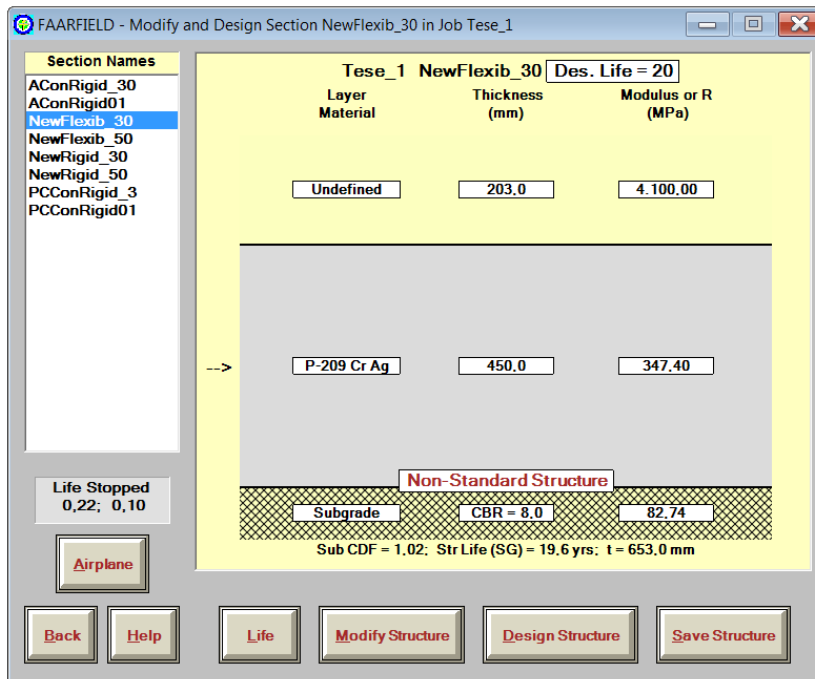 FAARFIELD - Modify and Design Section NewFlexib_30 in Job Tese_1
Section Names
AConRigid_30
AConRigid01
NewFlexib_30
NewFlexib_50
NewRigid_30
NewRigid_50
PCConRigid_3
PCConRigid01
Life Stopped
0,22; 0,10
Airplane
Back
Help
Tese_1 NewFlexib_30 Des. Life = 20
Layer Material
Thickness (mm)
Modulus or R (MPa)
Undefined 203,0 4.100,00
--> P-209 Cr Ag 450,0 347,40
Non-Standard Structure
Subgrade CBR = 8,0 82,74
Sub CDF = 1,02; Str Life (SG) = 19,6 yrs; t = 653,0 mm
Life
Modify Structure
Design Structure
Save Structure